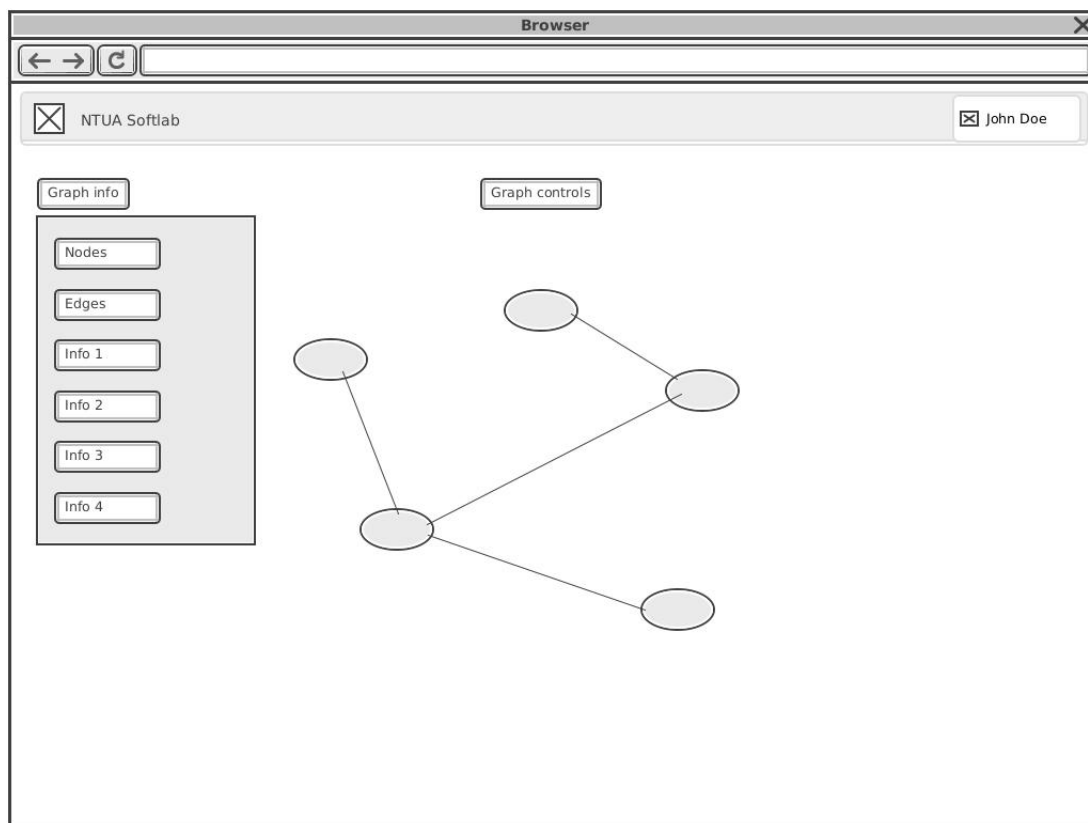 Browser
NTUA Softlab
John Doe
Graph info
Graph controls
Nodes
Edges
Info 1
Info 2
Info 3
Info 4